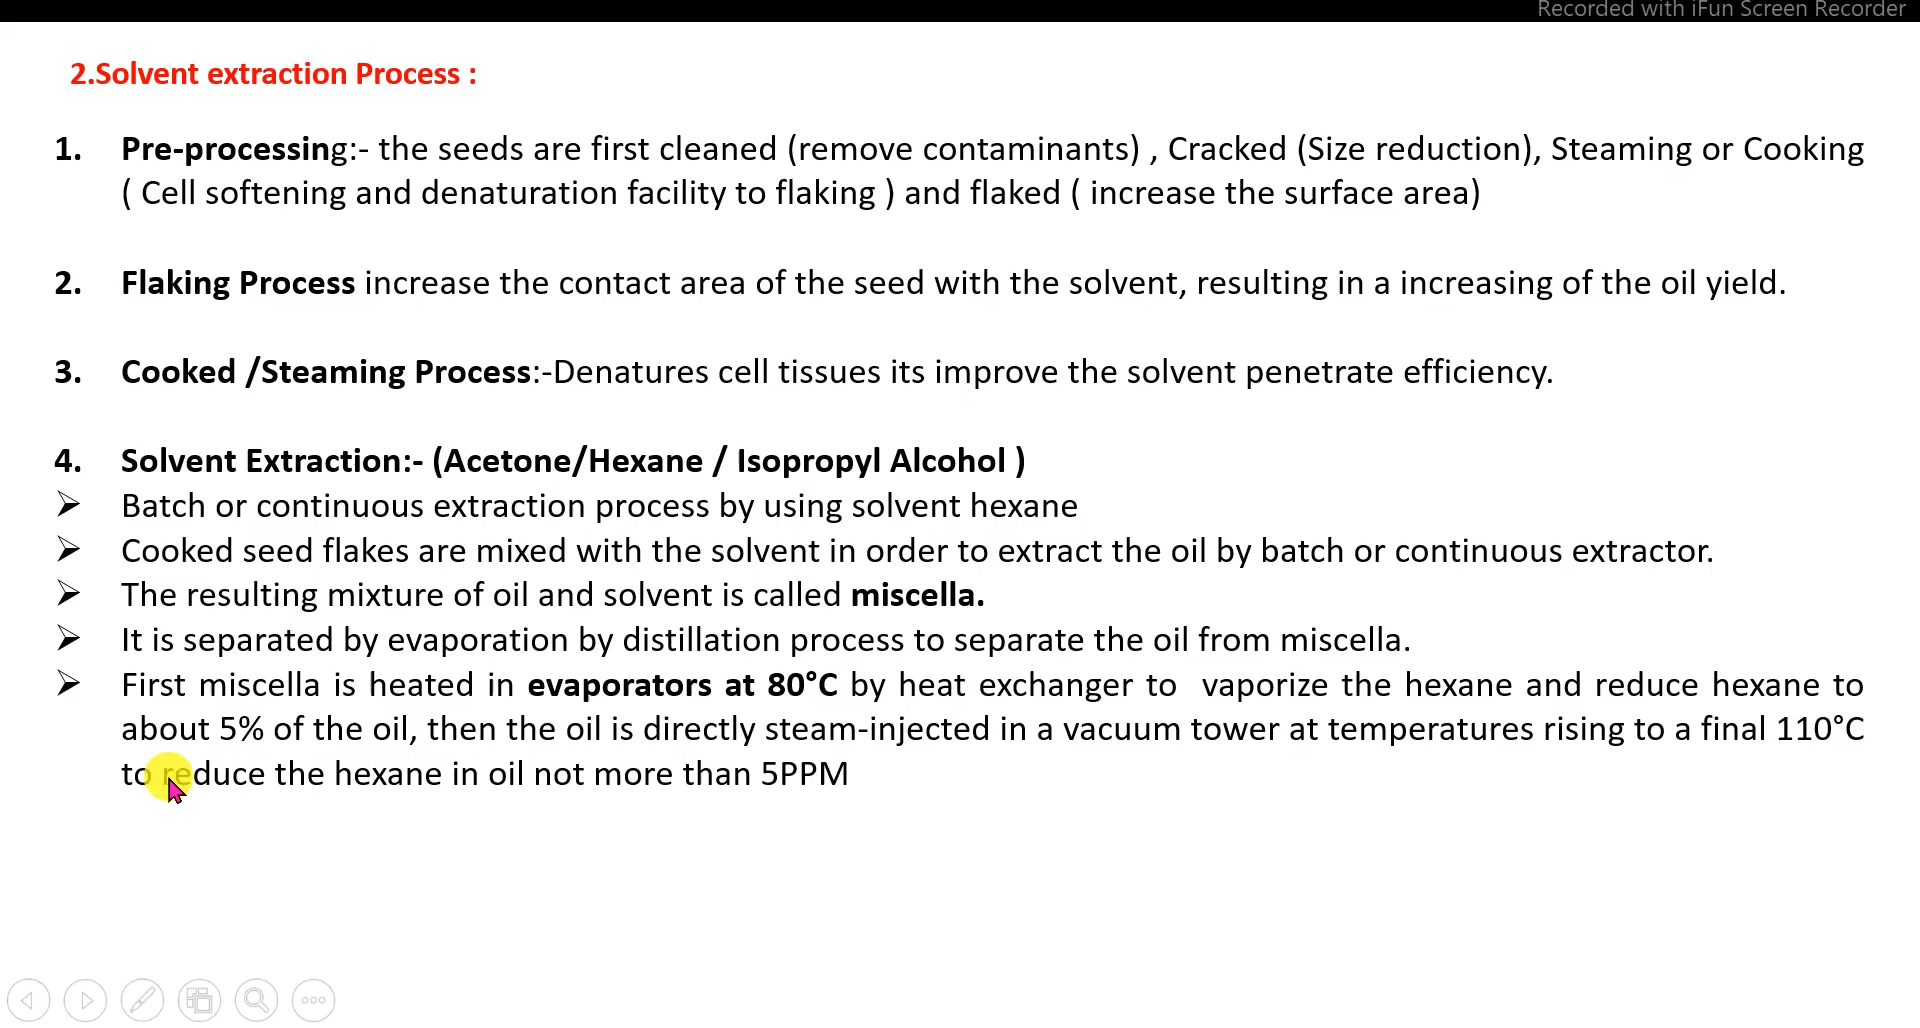 Recorded with iFun Screen Recorder
2.Solvent extraction Process :
1. Pre-processing:- the seeds are first cleaned (remove contaminants) , Cracked (Size reduction), Steaming or Cooking
( Cell softening and denaturation facility to flaking ) and flaked ( increase the surface area)
2. Flaking Process increase the contact area of the seed with the solvent, resulting in a increasing of the oil yield.
3. Cooked /Steaming Process:-Denatures cell tissues its improve the solvent penetrate efficiency.
4. Solvent Extraction:- (Acetone/Hexane / Isopropyl Alcohol )
➢ Batch or continuous extraction process by using solvent hexane
➢ Cooked seed flakes are mixed with the solvent in order to extract the oil by batch or continuous extractor.
➢ The resulting mixture of oil and solvent is called miscella.
➢ It is separated by evaporation by distillation process to separate the oil from miscella.
➢ First miscella is heated in evaporators at 80°C by heat exchanger to vaporize the hexane and reduce hexane to
about 5% of the oil, then the oil is directly steam-injected in a vacuum tower at temperatures rising to a final 110°C
to reduce the hexane in oil not more than 5PPM